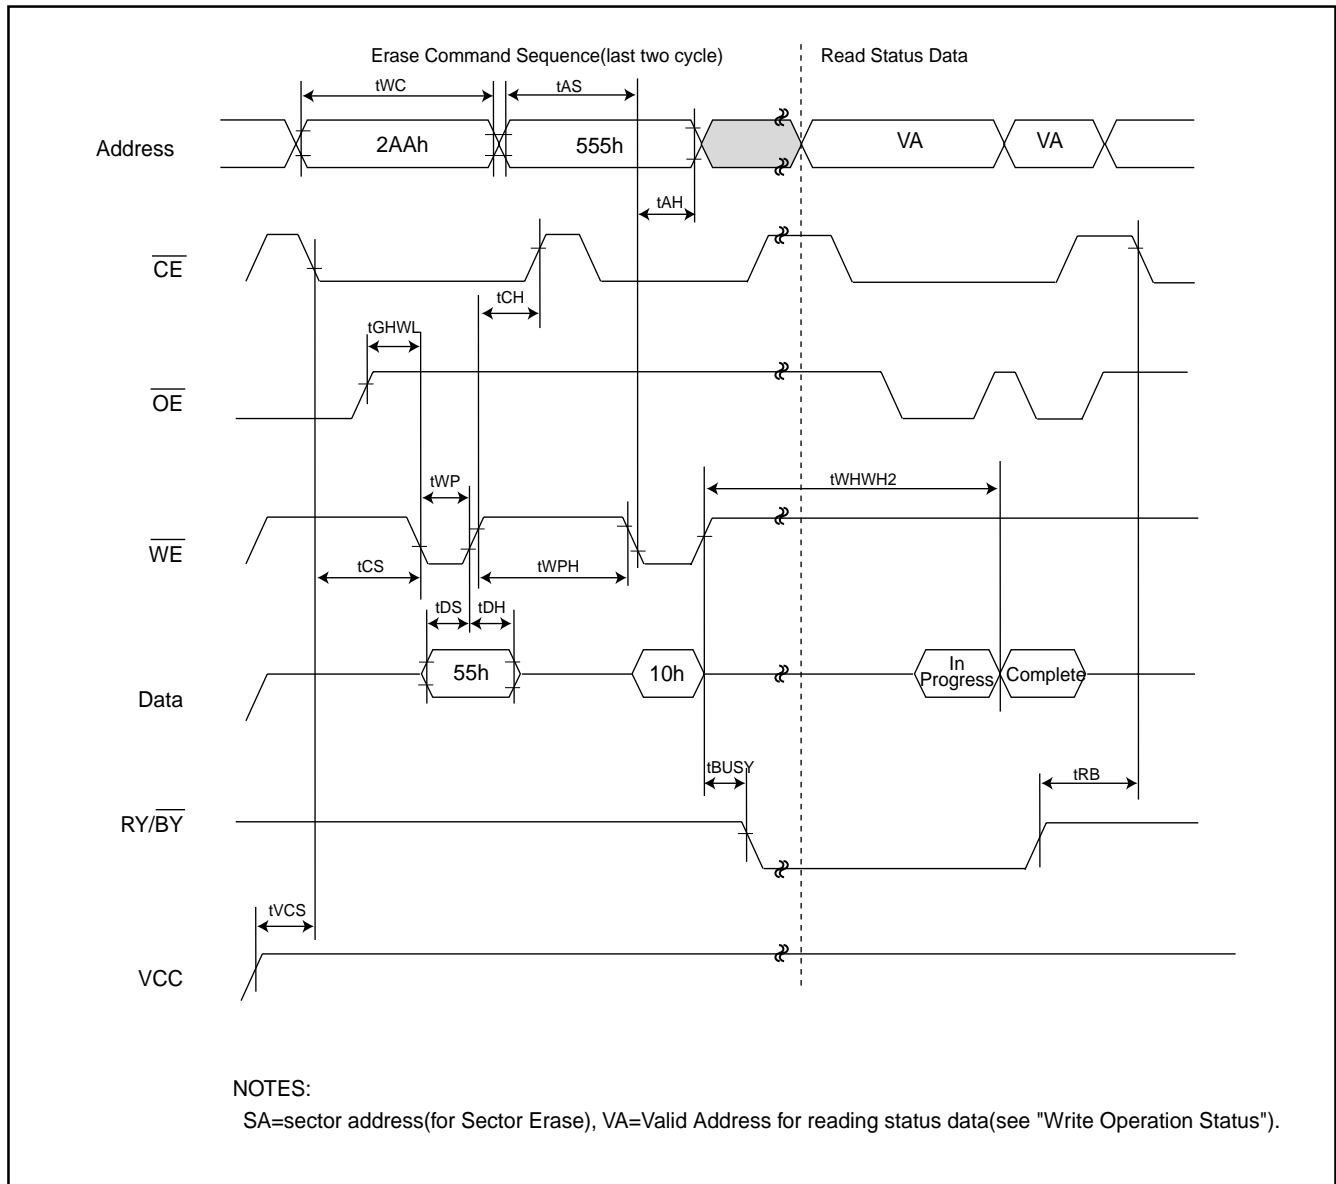 Erase Command Sequence(last two cycle)
Read Status Data
tWC
tAS
Address
2AAh
555h
VA
VA
tAH
CE
tCH
tGHWL
OE
tWP
tWHWH2
WE
tCS
tWPH
tDS
tDH
Data
55h
10h
In
Progress
Complete
tBUSY
tRB
RY/BY
tVCS
VCC
NOTES:
SA=sector address(for Sector Erase), VA=Valid Address for reading status data(see "Write Operation Status").